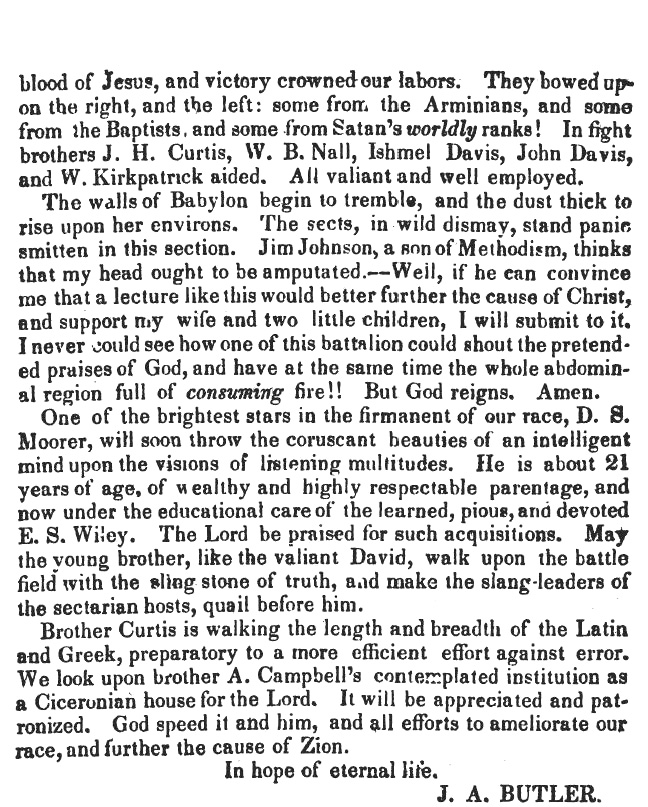 blood of Jesus, and victory crowned our labors. They bowed up-
on the right, and the left: some from the Arminians, and some
from the Baptists, and some from Satan's worldly ranks! In fight
brothers J. H. Curtis, W. B. Nall, Ishmel Davis, John Davis,
and W. Kirkpatrick aided. All valiant and well employed.
The walls of Babylon begin to tremble, and the dust thick to
rise upon her environs. The sects, in wild dismay, stand panic
smitten in this section. Jim Johnson, a son of Methodism, thinks
that my head ought to be amputated.—Well, if he can convince
me that a lecture like this would better further the cause of Christ,
and support my wife and two little children, I will submit to it.
I never could see how one of this battalion could shout the pretend-
ed praises of God, and have at the same time the whole abdomin-
al region full of consuming fire!! But God reigns. Amen.
One of the brightest stars in the firmanent of our race, D. S.
Moorer, will soon throw the coruscant beauties of an intelligent
mind upon the visions of listening multitudes. He is about 21
years of age, of wealthy and highly respectable parentage, and
now under the educational care of the learned, pious, and devoted
E. S. Wiley. The Lord be praised for such acquisitions. May
the young brother, like the valiant David, walk upon the battle
field with the sling stone of truth, and make the slang-leaders of
the sectarian hosts, quail before him.
Brother Curtis is walking the length and breadth of the Latin
and Greek, preparatory to a more efficient effort against error.
We look upon brother A. Campbell's contemplated institution as
a Ciceronian house for the Lord. It will be appreciated and pat-
ronized. God speed it and him, and all efforts to ameliorate our
race, and further the cause of Zion.
In hope of eternal life.
J. A. BUTLER.